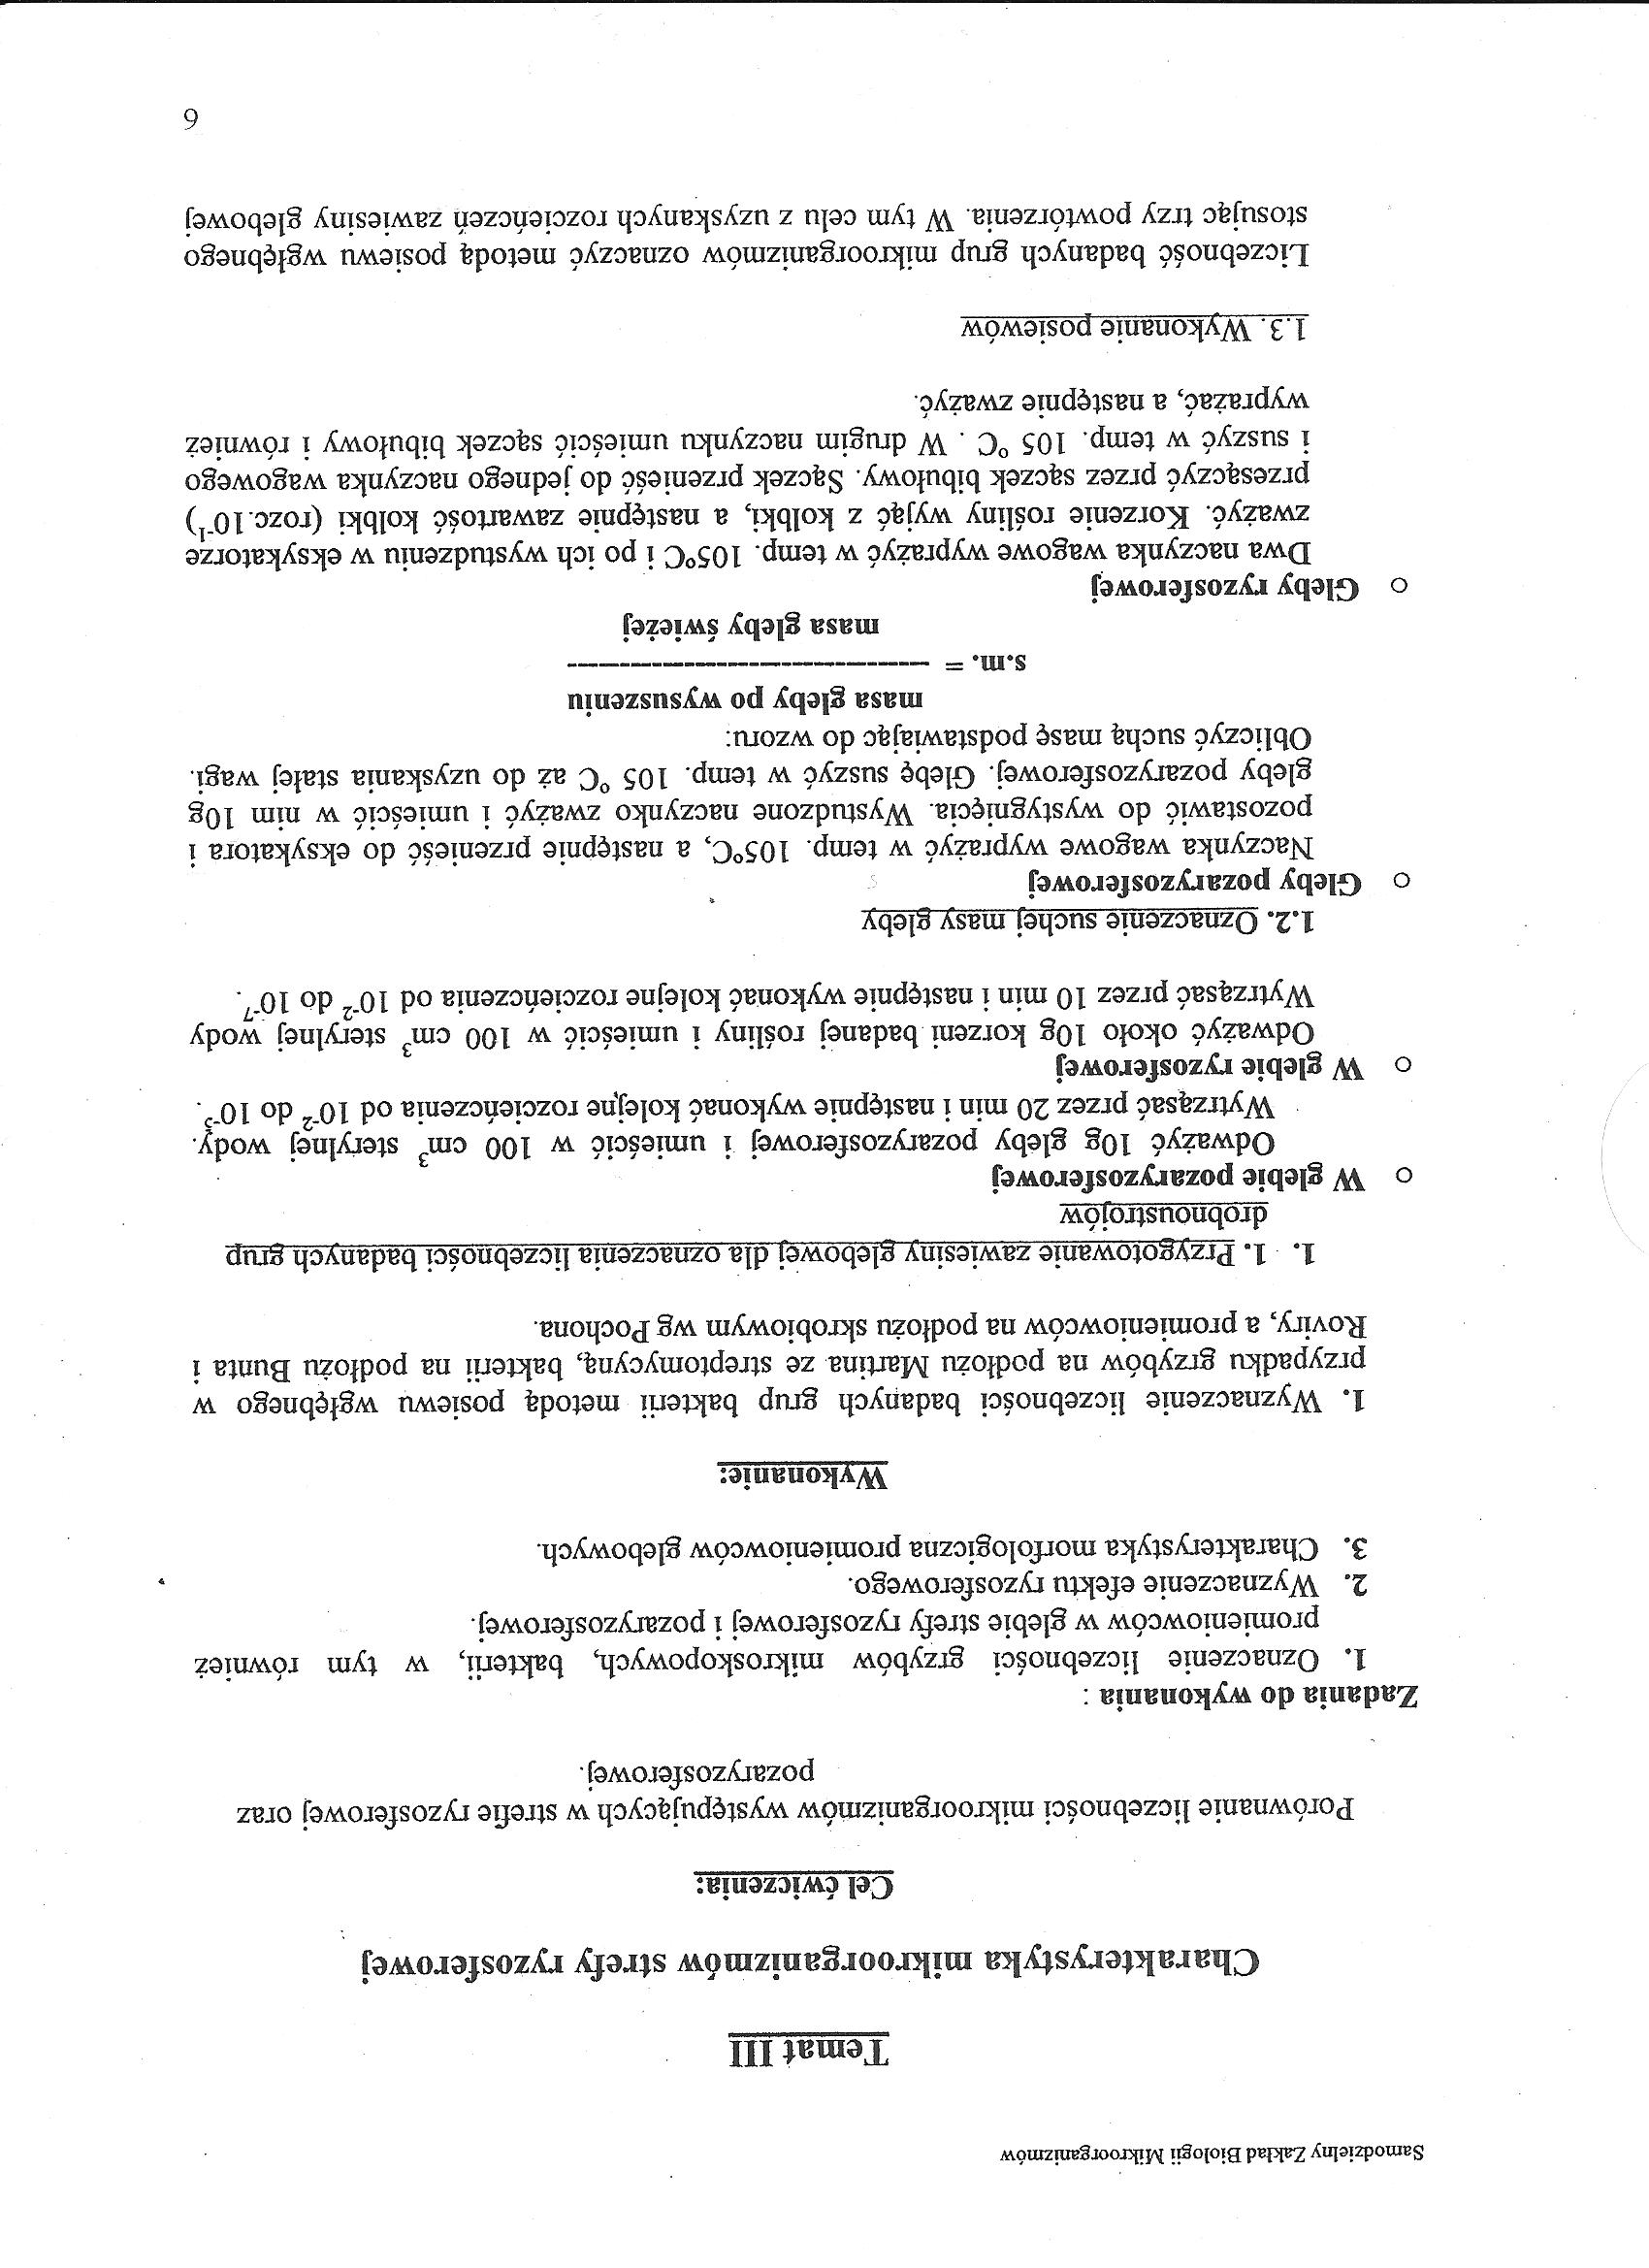 Samodzielny Zakład Biologii Mikroorganizmów
Temat III
Charakterystyka mikroorganizmów strefy ryzosferowej
Cel ćwiczenia:
Porównanie liczebności mikroorganizmów występujących w strefie ryzosferowej oraz
pozaryzosferowej.
Zadania do wykonania :
1. Oznaczenie liczebności grzybów mikroskopowych, bakterii, w tym również
promieniowców w glebie strefy ryzosferowej i pozaryzosferowej.
2. Wyznaczenie efektu ryzosferowego.
3. Charakterystyka morfologiczna promieniowców glebowych.
Wykonanie:
1. Wyznaczenie liczebności badanych grup bakterii metodą posiewu wgłębnego w
przypadku grzybów na podłożu Martina ze streptomycyną, bakterii na podłożu Bunta i
Roviry, a promieniowców na podłożu skrobiowym wg Pochona.
1. 1. Przygotowanie zawiesiny glebowej dla oznaczenia liczebności badanych grup
drobnoustrojów
o W glebie pozaryzosferowej
Odważyć 10g gleby pozaryzosferowej i umieścić w 100 cm³ sterylnej wody.
Wytrząsać przez 20 min i następnie wykonać kolejne rozcieńczenia od 10⁻² do 10⁻⁵.
o W glebie ryzosferowej
Odważyć około 10g korzeni badanej rośliny i umieścić w 100 cm³ sterylnej wody
Wytrząsać przez 10 min i następnie wykonać kolejne rozcieńczenia od 10⁻² do 10⁻⁷.
1.2. Oznaczenie suchej masy gleby
o Gleby pozaryzosferowej
Naczynka wagowe wyprażyć w temp. 105°C, a następnie przenieść do eksykatora i
pozostawić do wystygnięcia. Wystudzone naczynko zważyć i umieścić w nim 10g
gleby pozaryzosferowej. Glebę suszyć w temp. 105 °C aż do uzyskania stałej wagi.
Obliczyć suchą masę podstawiając do wzoru:
masa gleby po wysuszeniu
s.m. = ----------------------------
masa gleby świeżej
o Gleby ryzosferowej
Dwa naczynka wagowe wyprażyć w temp. 105°C i po ich wystudzeniu w eksykatorze
zważyć. Korzenie rośliny wyjąć z kolbki, a następnie zawartość kolbki (rozc.10⁻¹)
przesączyć przez sączek bibułowy. Sączek przenieść do jednego naczynka wagowego
i suszyć w temp. 105 °C . W drugim naczynku umieścić sączek bibułowy i również
wyprażać, a następnie zważyć.
1.3. Wykonanie posiewów
Liczebność badanych grup mikroorganizmów oznaczyć metodą posiewu wgłębnego
stosując trzy powtórzenia. W tym celu z uzyskanych rozcieńczeń zawiesiny glebowej
9